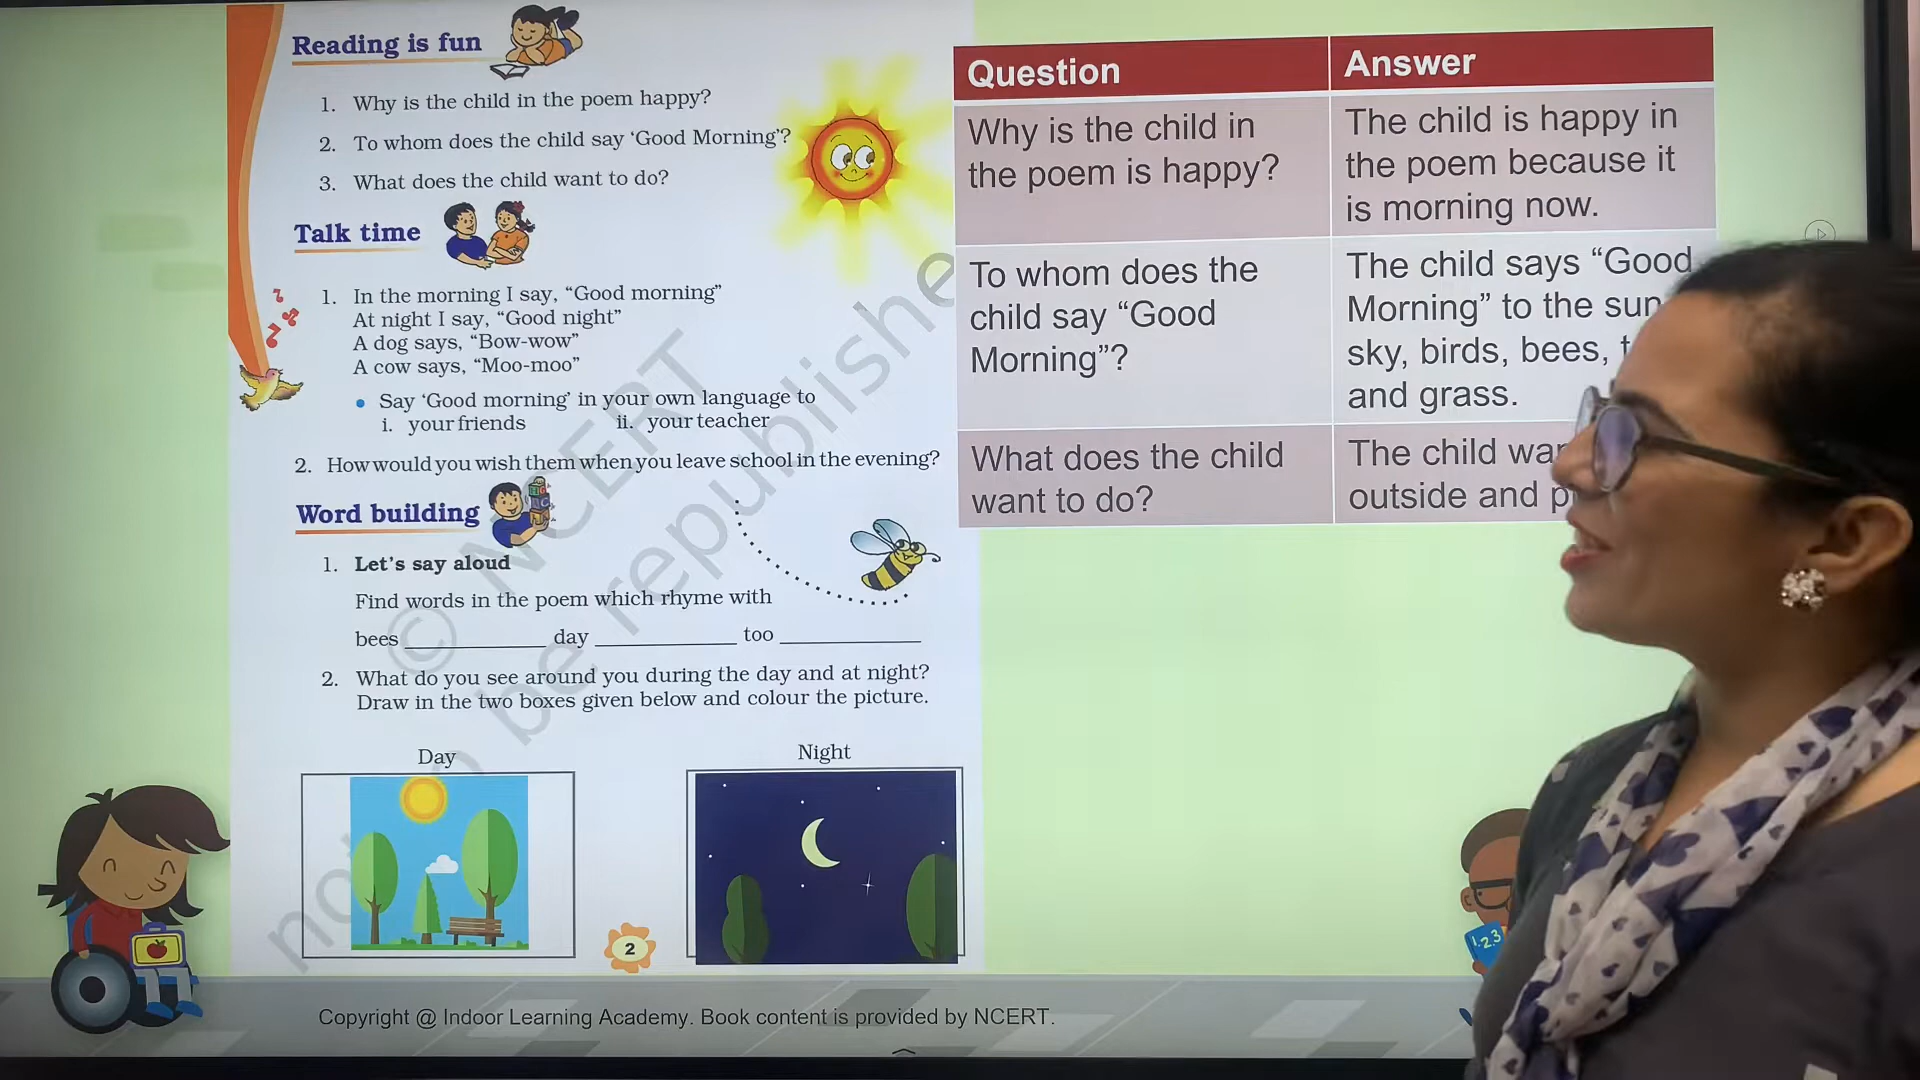 Reading is fun
1. Why is the child in the poem happy?
2. To whom does the child say ‘Good Morning’?
3. What does the child want to do?
Talk time
1. In the morning I say, “Good morning”
At night I say, “Good night”
A dog says, “Bow-wow”
A cow says, “Moo-moo”
• Say ‘Good morning’ in your own language to
i. your friends ii. your teacher
2. How would you wish them when you leave school in the evening?
Word building
1. Let’s say aloud
Find words in the poem which rhyme with
bees ____________ day ____________ too ____________
2. What do you see around you during the day and at night?
Draw in the two boxes given below and colour the picture.
Day
Night
2
© NCERT
be republishe
Question
Answer
Why is the child in
the poem is happy?
The child is happy in
the poem because it
is morning now.
To whom does the
child say “Good
Morning”?
The child says “Good
Morning” to the sun
sky, birds, bees,
and grass.
What does the child
want to do?
The child
outside and
1,2,3
Copyright @ Indoor Learning Academy. Book content is provided by NCERT.